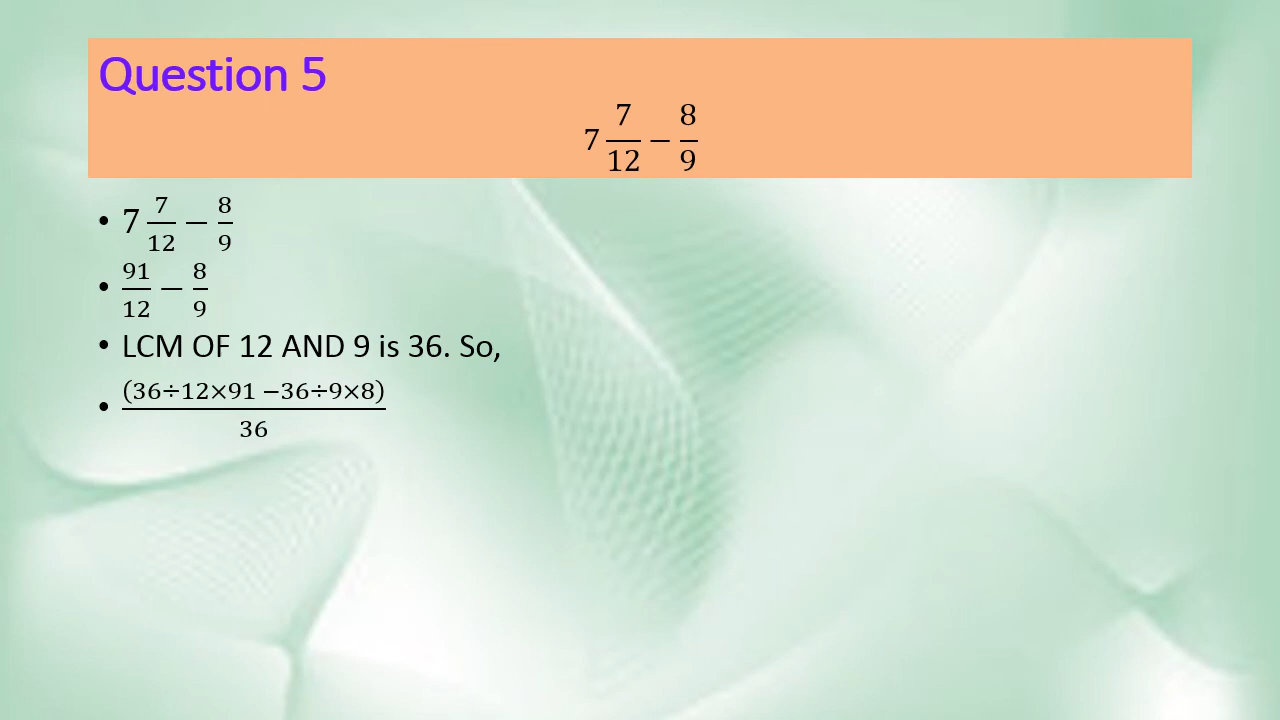 Question 5
7 7/12 − 8/9
• 7 7/12 − 8/9
• 91/12 − 8/9
• LCM OF 12 AND 9 is 36. So,
• (36÷12×91 −36÷9×8)/36